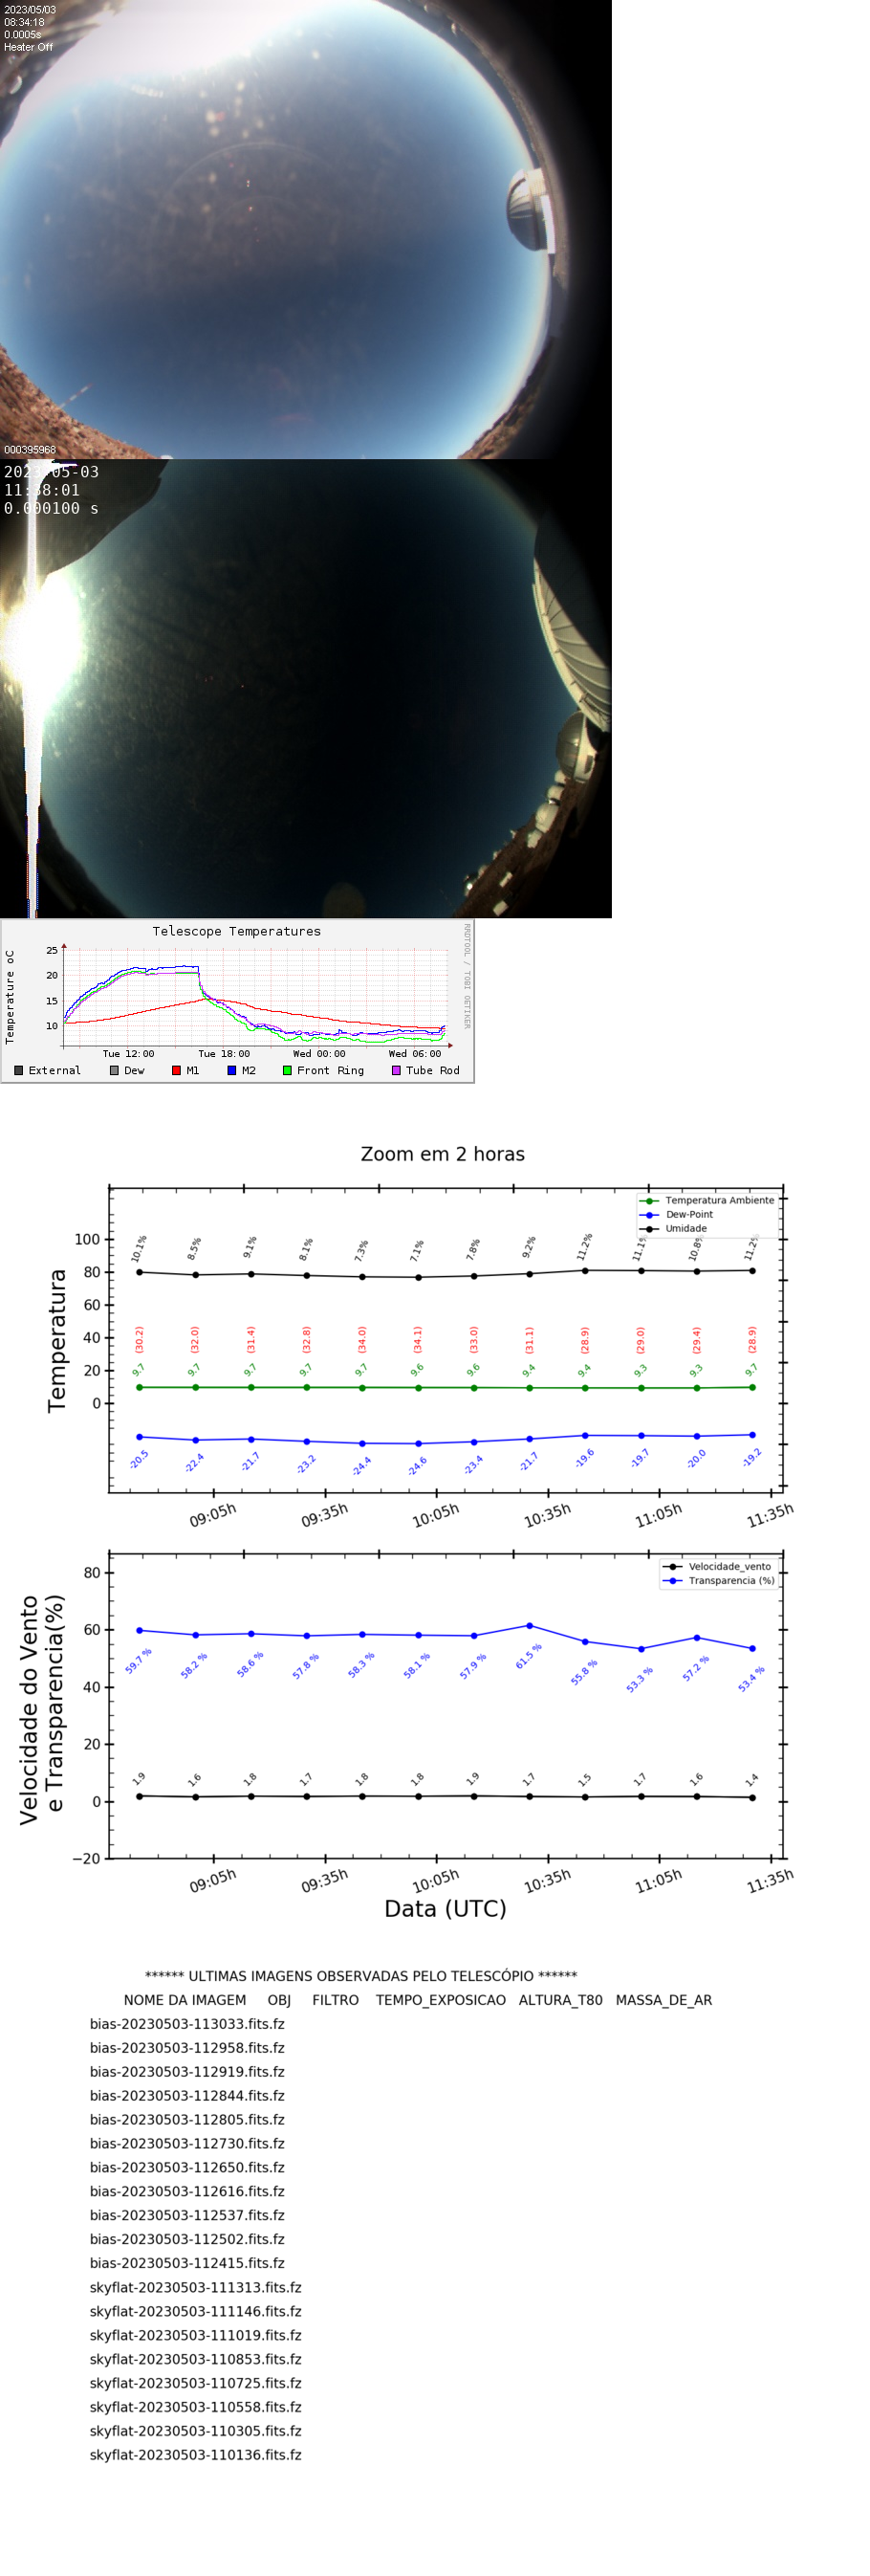 2023/05/03
08:34:18
0.0005s
Heater Off
000395968
2023-05-03
11:38:01
0.000100 s
Telescope Temperatures
Temperature oC
RRDTOOL / TOBI OETIKER
25
20
15
10
Tue 12:00 Tue 18:00 Wed 00:00 Wed 06:00
External Dew M1 M2 Front Ring Tube Rod
Zoom em 2 horas
Temperatura
Temperatura Ambiente
Dew-Point
Umidade
100
80
60
40
20
0
10.1% 8.5% 9.1% 8.1% 7.3% 7.1% 7.8% 9.2% 11.2% 11.1% 10.8% 11.2%
(30.2) (32.0) (31.4) (32.8) (34.0) (34.1) (33.0) (31.1) (28.9) (29.0) (29.4) (28.9)
9.7 9.7 9.7 9.7 9.7 9.6 9.6 9.4 9.4 9.3 9.3 9.7
-20.5 -22.4 -21.7 -23.2 -24.4 -24.6 -23.4 -21.7 -19.6 -19.7 -20.0 -19.2
09:05h 09:35h 10:05h 10:35h 11:05h 11:35h
Velocidade do Vento
e Transparencia(%)
Velocidade_vento
Transparencia (%)
80
60
40
20
0
−20
59.7 % 58.2 % 58.6 % 57.8 % 58.3 % 58.1 % 57.9 % 61.5 % 55.8 % 53.3 % 57.2 % 53.4 %
1.9 1.6 1.8 1.7 1.8 1.8 1.9 1.7 1.5 1.7 1.6 1.4
09:05h 09:35h 10:05h 10:35h 11:05h 11:35h
Data (UTC)
****** ULTIMAS IMAGENS OBSERVADAS PELO TELESCÓPIO ******
NOME DA IMAGEM OBJ FILTRO TEMPO_EXPOSICAO ALTURA_T80 MASSA_DE_AR
bias-20230503-113033.fits.fz
bias-20230503-112958.fits.fz
bias-20230503-112919.fits.fz
bias-20230503-112844.fits.fz
bias-20230503-112805.fits.fz
bias-20230503-112730.fits.fz
bias-20230503-112650.fits.fz
bias-20230503-112616.fits.fz
bias-20230503-112537.fits.fz
bias-20230503-112502.fits.fz
bias-20230503-112415.fits.fz
skyflat-20230503-111313.fits.fz
skyflat-20230503-111146.fits.fz
skyflat-20230503-111019.fits.fz
skyflat-20230503-110853.fits.fz
skyflat-20230503-110725.fits.fz
skyflat-20230503-110558.fits.fz
skyflat-20230503-110305.fits.fz
skyflat-20230503-110136.fits.fz